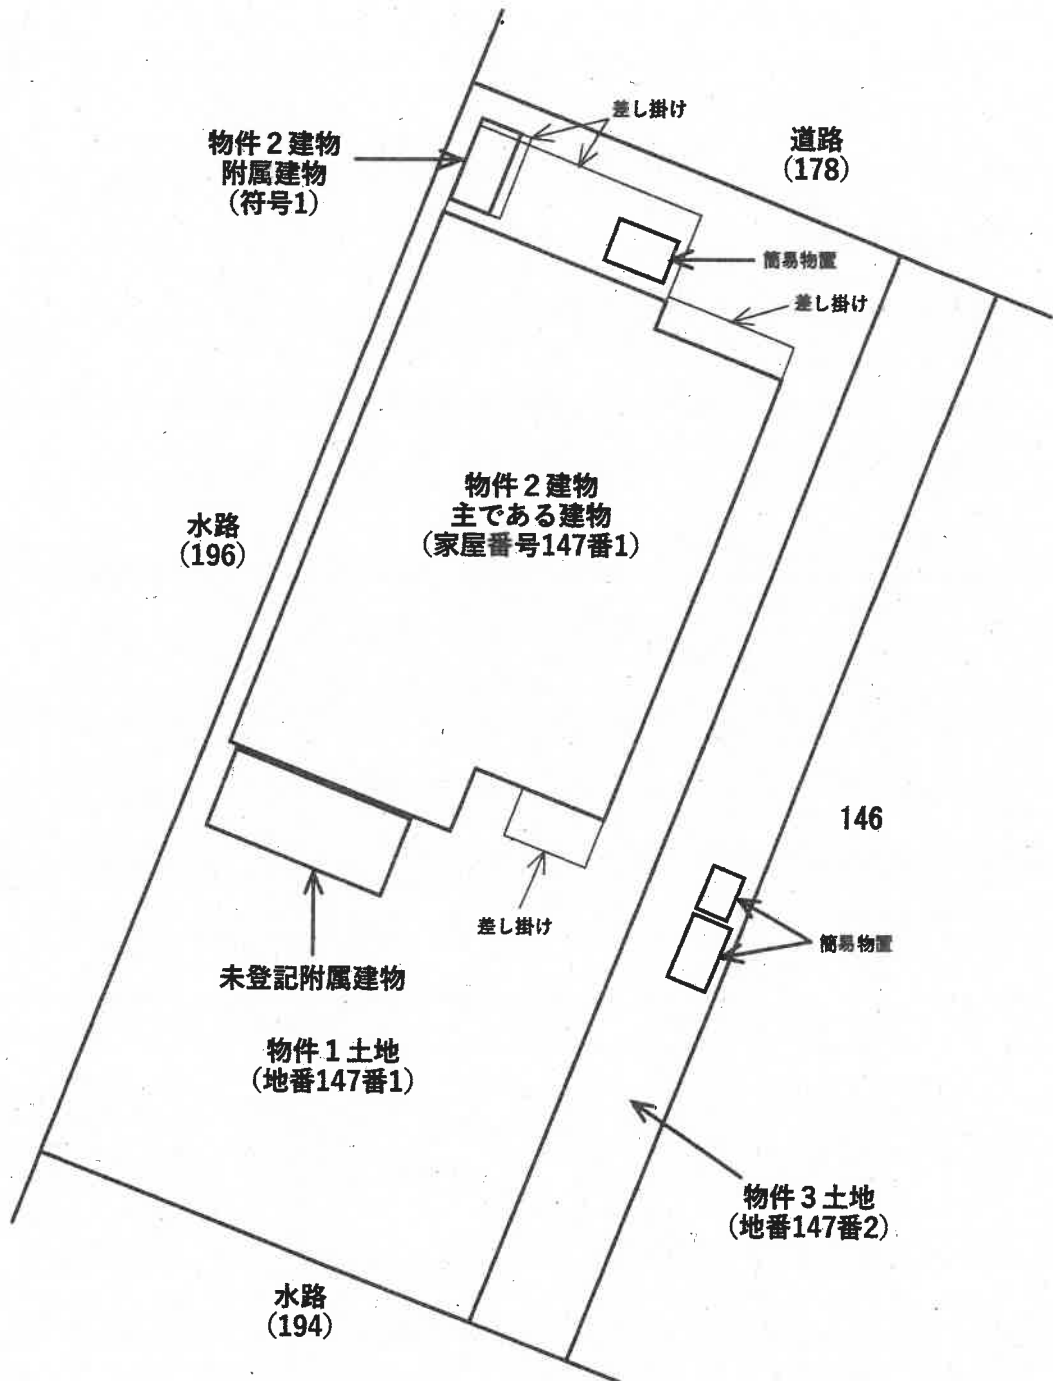 差し掛け
道路
(178)
物件2建物
附属建物
(符号1)
簡易物置
差し掛け
物件2建物
主である建物
(家屋番号147番1)
水路
(196)
146
差し掛け
簡易物置
未登記附属建物
物件1土地
(地番147番1)
物件3土地
(地番147番2)
水路
(194)